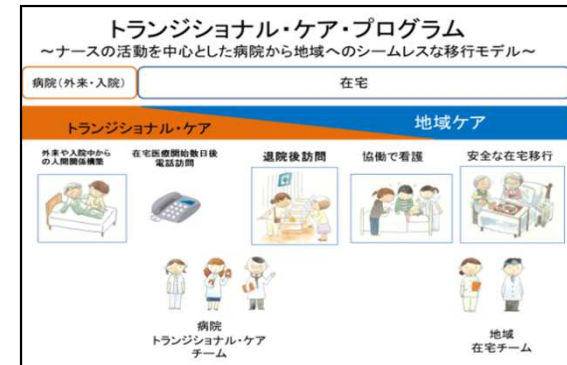 トランジショナル・ケア・プログラム
～ナースの活動を中心とした病院から地域へのシームレスな移行モデル～
病院（外来・入院）
在宅
トランジショナル・ケア
地域ケア
外来や入院中から
の人間関係構築
在宅医療開始数日後
電話訪問
退院後訪問
協働で看護
安全な在宅移行
病院
トランジショナル・ケア
チーム
地域
在宅チーム